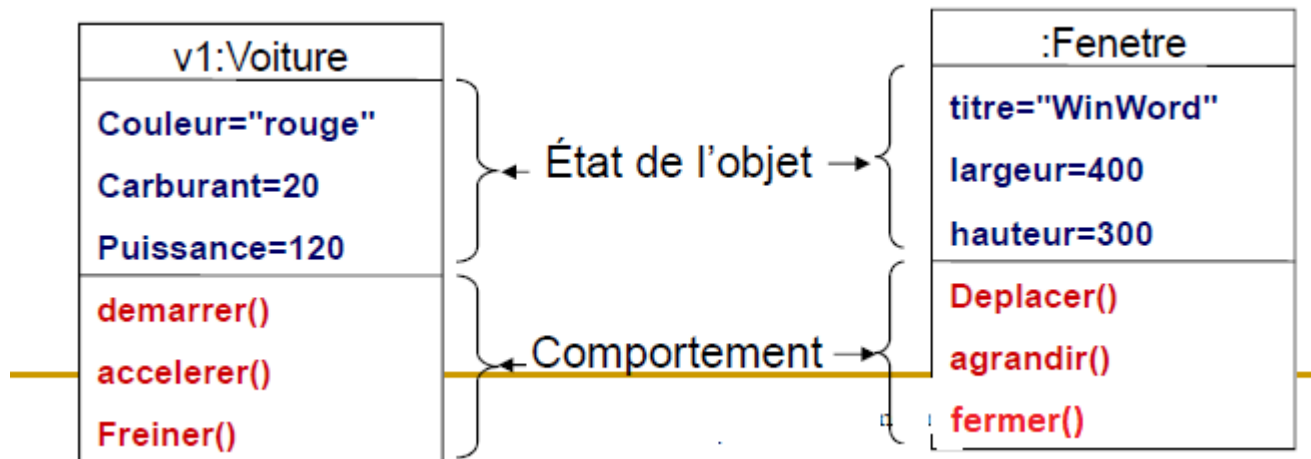 v1:Voiture
Couleur="rouge"
Carburant=20
Puissance=120
demarrer()
accelerer()
Freiner()
État de l’objet
Comportement
:Fenetre
titre="WinWord"
largeur=400
hauteur=300
Deplacer()
agrandir()
fermer()